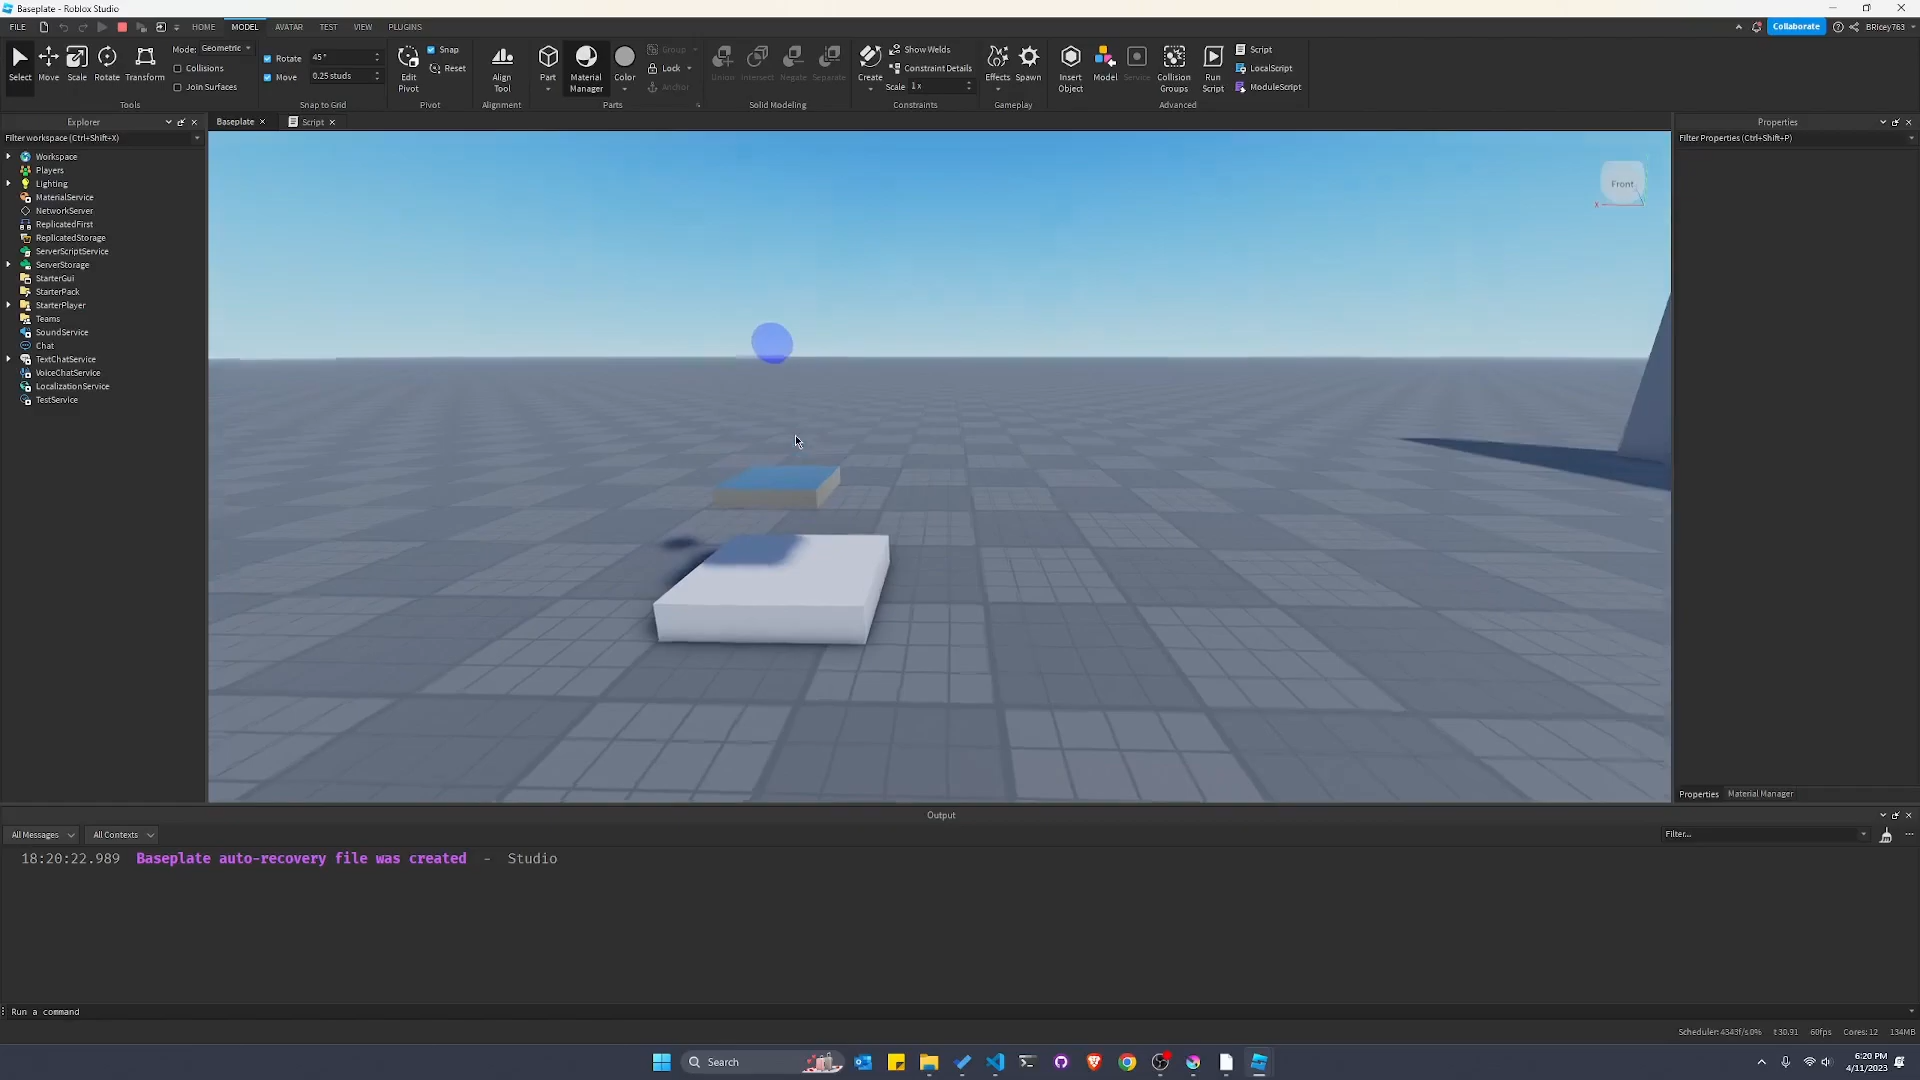 Baseplate - Roblox Studio
FILE HOME MODEL AVATAR TEST VIEW PLUGINS Collaborate BRicey763
Select Move Scale Rotate Transform
Mode: Geometric
Collisions
Join Surfaces
Tools
Rotate 45°
Move 0.25 studs
Snap to Grid
Edit Pivot
Snap
Reset
Pivot
Align Tool
Alignment
Part Material Manager Color
Group
Lock
Anchor
Parts
Union Intersect Negate Separate
Solid Modeling
Create
Show Welds
Constraint Details
Scale 1x
Constraints
Effects Spawn
Gameplay
Insert Object Model Service Collision Groups Run Script
Script
LocalScript
ModuleScript
Advanced
Explorer
Filter workspace (Ctrl+Shift+X)
Workspace
Players
Lighting
MaterialService
NetworkServer
ReplicatedFirst
ReplicatedStorage
ServerScriptService
ServerStorage
StarterGui
StarterPack
StarterPlayer
Teams
SoundService
Chat
TextChatService
VoiceChatService
LocalizationService
TestService
Baseplate Script
Front
X
Properties
Filter Properties (Ctrl+Shift+P)
Properties Material Manager
Output
All Messages All Contexts Filter...
18:20:22.989 Baseplate auto-recovery file was created - Studio
Run a command
Scheduler: 4343f/s 0% 60fps Cores: 12 134MB
Search
6:20 PM
4/11/2023